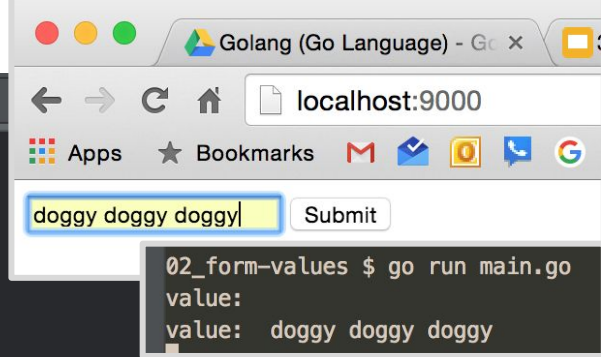 Golang (Go Language) - Go
localhost:9000
Apps Bookmarks
doggy doggy doggy Submit
02_form-values $ go run main.go
value:
value: doggy doggy doggy